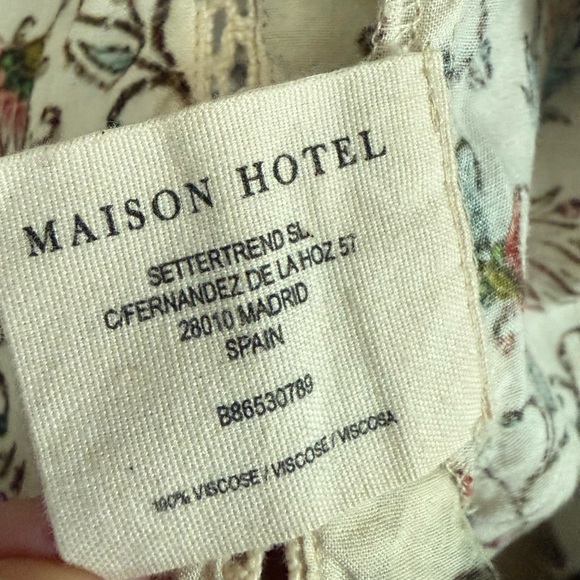 MAISON HOTEL
SETTERTREND SL.
C/FERNANDEZ DE LA HOZ 57
28010 MADRID
SPAIN
B86530789
100% VISCOSE / VISCOSE / VISCOSA